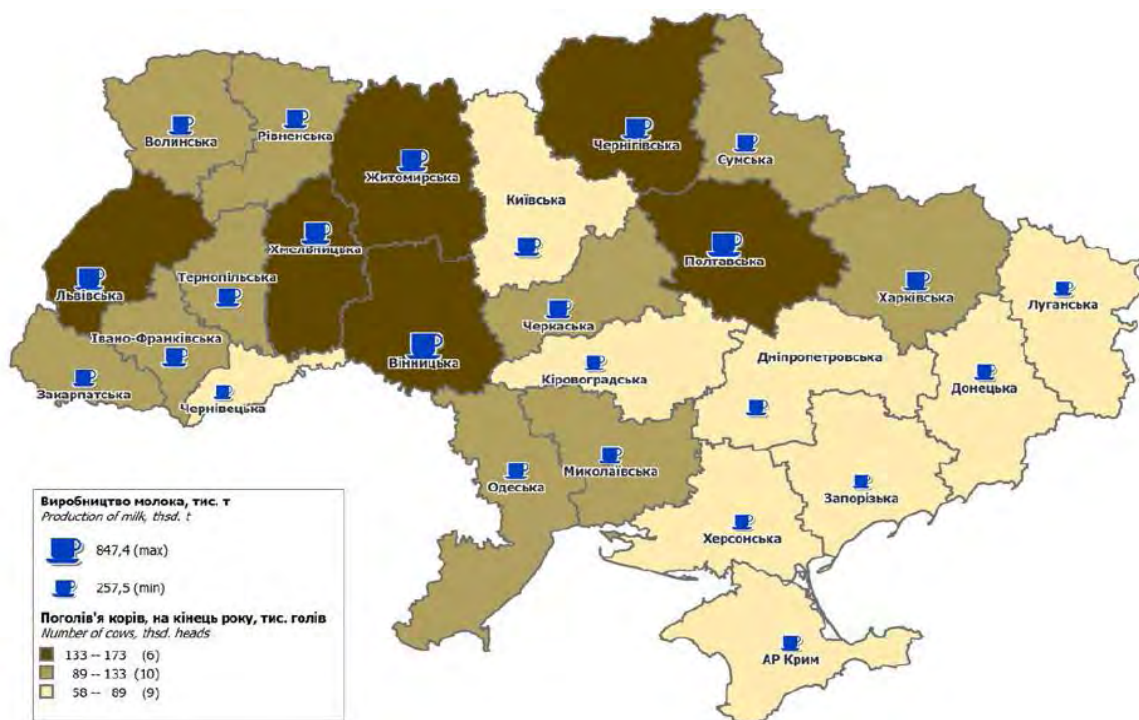 Волинська
Рівненська
Житомирська
Чернігівська
Сумська
Київська
Львівська
Тернопільська
Хмельницька
Полтавська
Харківська
Луганська
Івано-Франківська
Вінницька
Черкаська
Закарпатська
Чернівецька
Кіровоградська
Дніпропетровська
Донецька
Одеська
Миколаївська
Запорізька
Херсонська
АР Крим
Виробництво молока, тис. т
Production of milk, thsd. t
847,4 (max)
257,5 (min)
Поголів'я корів, на кінець року, тис. голів
Number of cows, thsd. heads
133 -- 173 (6)
89 -- 133 (10)
58 -- 89 (9)